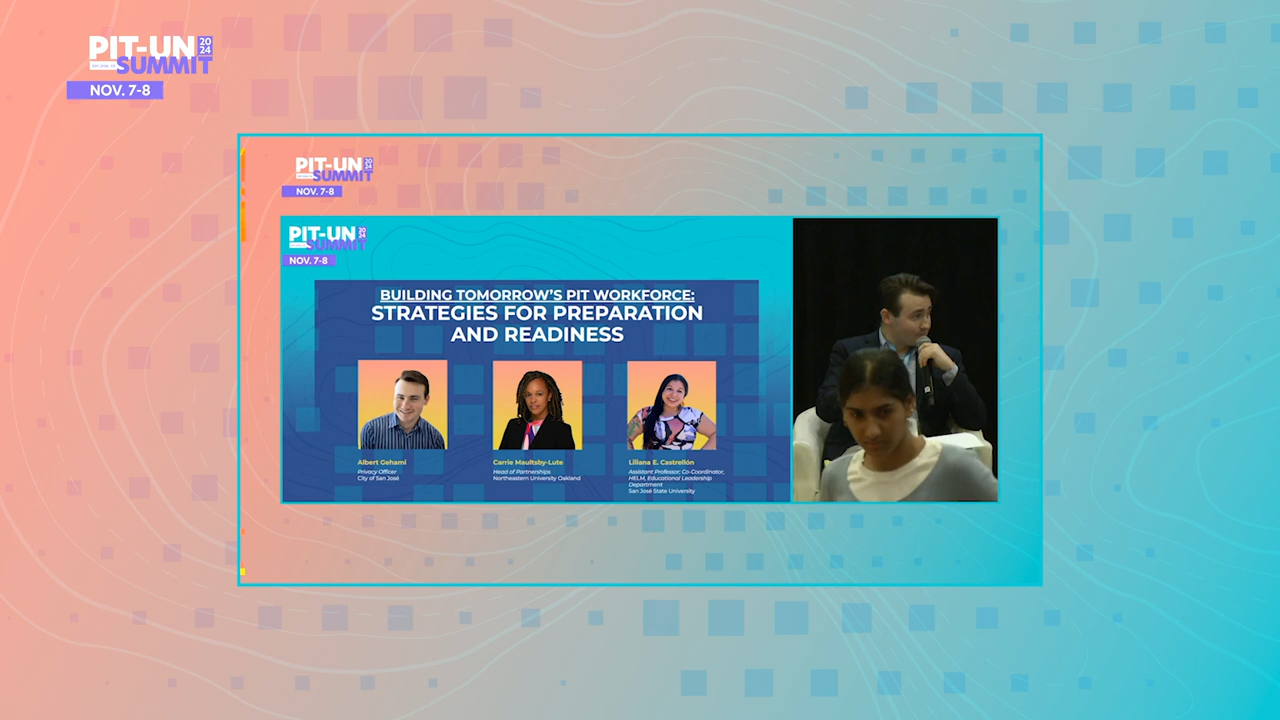 PIT-UN 2024
SUMMIT
NOV. 7-8
PIT-UN 2024
SUMMIT
NOV. 7-8
PIT-UN 2024
SUMMIT
NOV. 7-8
BUILDING TOMORROW'S PIT WORKFORCE:
STRATEGIES FOR PREPARATION
AND READINESS
Albert Gehami
Privacy Officer
City of San José
Carrie Maultsby-Lute
Head of Partnerships
Northeastern University Oakland
Liliana E. Castrellón
Assistant Professor, Co-Coordinator,
HELM, Educational Leadership
Department
San José State University